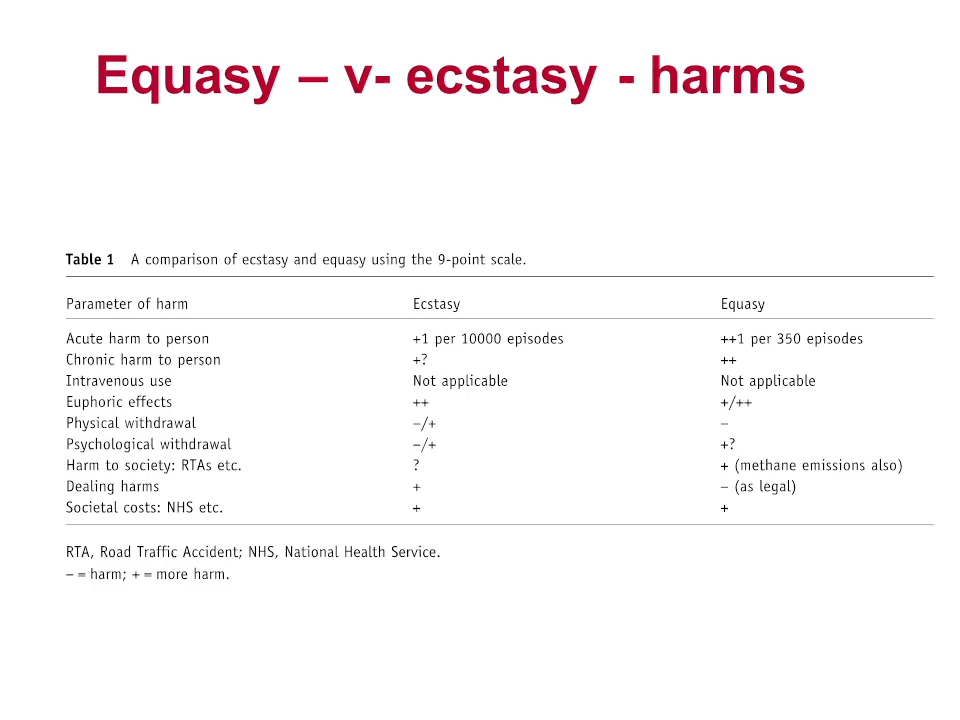 Equasy – v- ecstasy - harms
Table 1 A comparison of ecstasy and equasy using the 9-point scale.
Parameter of harm Ecstasy Equasy
Acute harm to person +1 per 10000 episodes ++1 per 350 episodes
Chronic harm to person +? ++
Intravenous use Not applicable Not applicable
Euphoric effects ++ +/++
Physical withdrawal –/+ –
Psychological withdrawal –/+ +?
Harm to society: RTAs etc. ? + (methane emissions also)
Dealing harms + – (as legal)
Societal costs: NHS etc. + +
RTA, Road Traffic Accident; NHS, National Health Service.
– = harm; + = more harm.